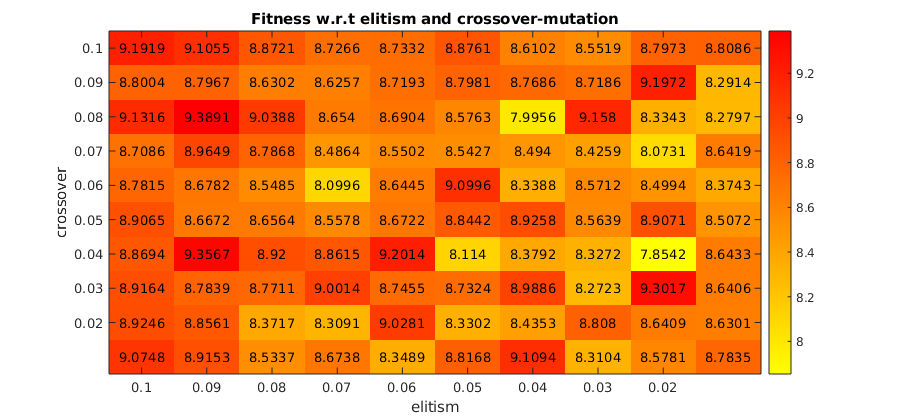 Fitness w.r.t elitism and crossover-mutation
0.1 9.1919 9.1055 8.8721 8.7266 8.7332 8.8761 8.6102 8.5519 8.7973 8.8086
0.09 8.8004 8.7967 8.6302 8.6257 8.7193 8.7981 8.7686 8.7186 9.1972 8.2914 9.2
0.08 9.1316 9.3891 9.0388 8.654 8.6904 8.5763 7.9956 9.158 8.3343 8.2797 9
0.07 8.7086 8.9649 8.7868 8.4864 8.5502 8.5427 8.494 8.4259 8.0731 8.6419 8.8
0.06 8.7815 8.6782 8.5485 8.0996 8.6445 9.0996 8.3388 8.5712 8.4994 8.3743
crossover
0.05 8.9065 8.6672 8.6564 8.5578 8.6722 8.8442 8.9258 8.5639 8.9071 8.5072 8.6
0.04 8.8694 9.3567 8.92 8.8615 9.2014 8.114 8.3792 8.3272 7.8542 8.6433 8.4
0.03 8.9164 8.7839 8.7711 9.0014 8.7455 8.7324 8.9886 8.2723 9.3017 8.6406 8.2
0.02 8.9246 8.8561 8.3717 8.3091 9.0281 8.3302 8.4353 8.808 8.6409 8.6301 8
9.0748 8.9153 8.5337 8.6738 8.3489 8.8168 9.1094 8.3104 8.5781 8.7835
0.1 0.09 0.08 0.07 0.06 0.05 0.04 0.03 0.02
elitism